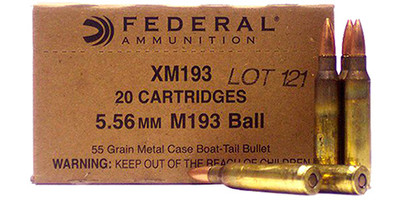 FEDERAL
AMMUNITION
XM193 LOT 121
20 CARTRIDGES
5.56MM M193 Ball
55 Grain Metal Case Boat-Tail Bullet
WARNING: KEEP OUT OF THE REACH OF CHILDREN